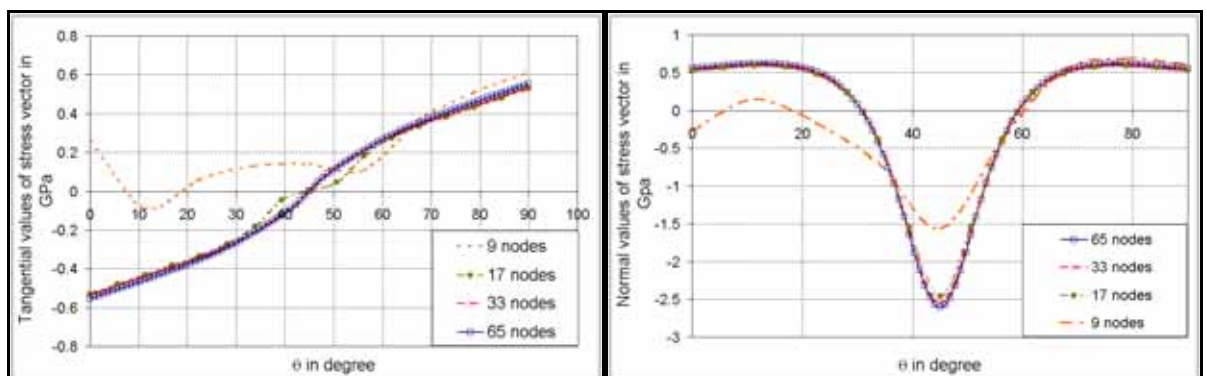 Tangential values of stress vector in
GPa
0.8
0.6
0.4
0.2
0
-0.2
-0.4
-0.6
-0.8
0 10 20 30 40 50 60 70 80 90 100
9 nodes
17 nodes
33 nodes
65 nodes
θ in degree
Normal values of stress vector in
Gpa
1
0.5
0
-0.5
-1
-1.5
-2
-2.5
-3
0 20 40 60 80
65 nodes
33 nodes
17 nodes
9 nodes
θ in degree